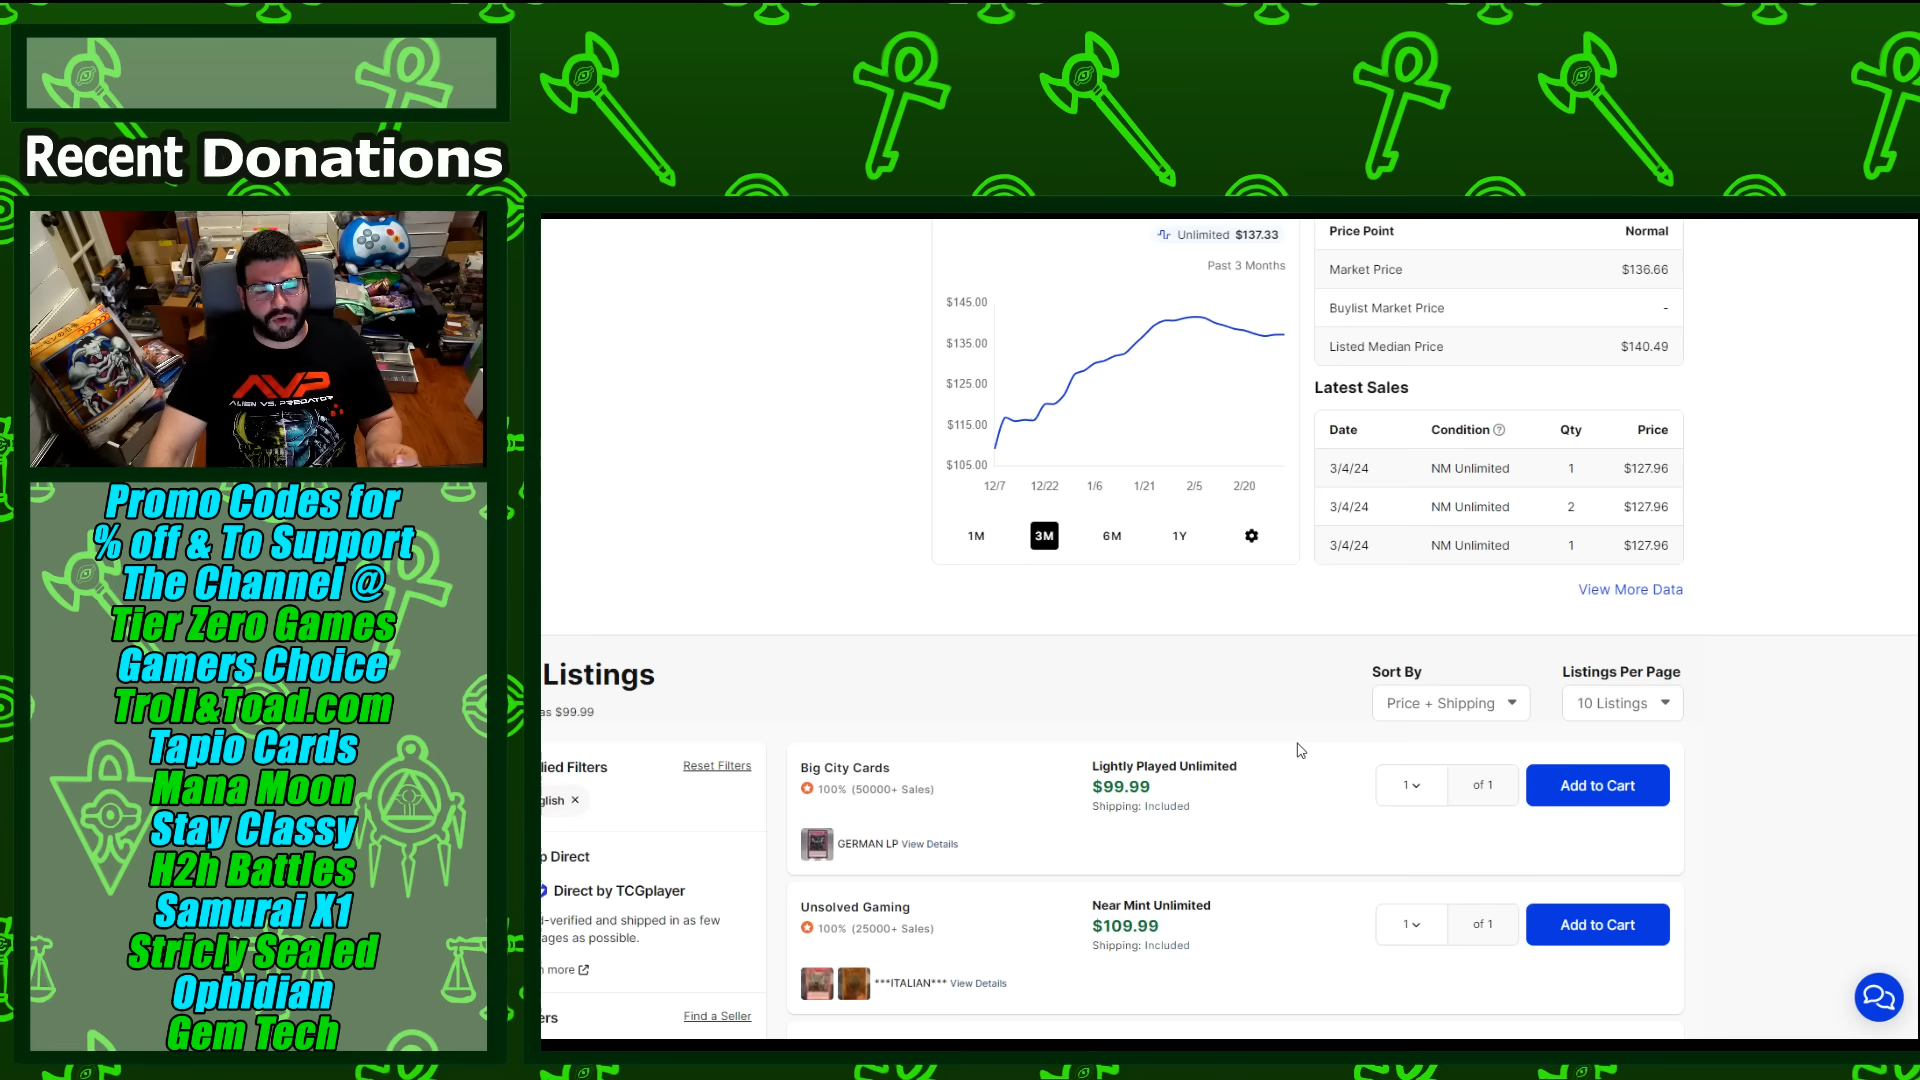 Recent Donations
AVP
ALIEN VS. PREDATOR
Promo Codes for
% off & To Support
The Channel @
Tier Zero Games
Gamers Choice
Troll&Toad.com
Tapio Cards
Mana Moon
Stay Classy
H2h Battles
Samurai X1
Stricly Sealed
Ophidian
Gem Tech
Unlimited $137.33
Past 3 Months
$145.00
$135.00
$125.00
$115.00
$105.00
12/7 12/22 1/6 1/21 2/5 2/20
1M 3M 6M 1Y
Price Point Normal
Market Price $136.66
Buylist Market Price -
Listed Median Price $140.49
Latest Sales
Date Condition Qty Price
3/4/24 NM Unlimited 1 $127.96
3/4/24 NM Unlimited 2 $127.96
3/4/24 NM Unlimited 1 $127.96
View More Data
Listings
as $99.99
Sort By
Price + Shipping
Listings Per Page
10 Listings
lied Filters Reset Filters
glish ×
p Direct
Direct by TCGplayer
d-verified and shipped in as few
ages as possible.
n more
ers Find a Seller
Big City Cards
100% (50000+ Sales)
GERMAN LP View Details
Lightly Played Unlimited
$99.99
Shipping: Included
1 of 1
Add to Cart
Unsolved Gaming
100% (25000+ Sales)
***ITALIAN*** View Details
Near Mint Unlimited
$109.99
Shipping: Included
1 of 1
Add to Cart